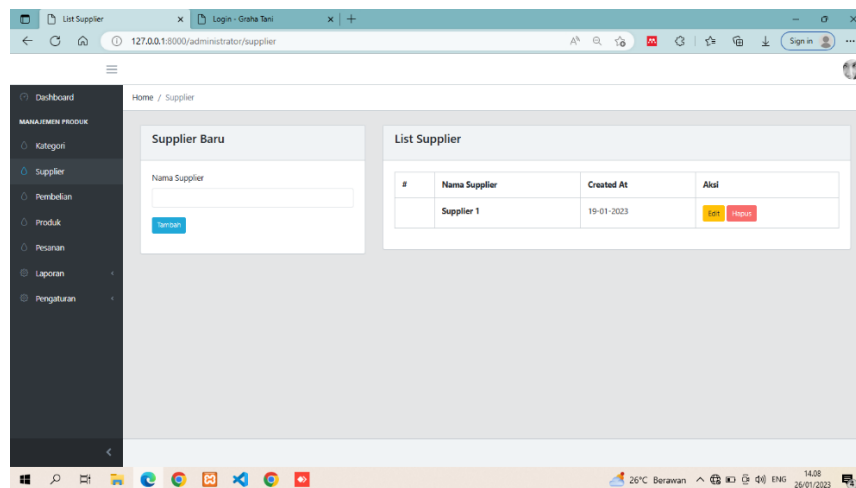 List Supplier
Login - Graha Tani
127.0.0.1:8000/administrator/supplier
Sign in
Dashboard
Home / Supplier
MANAJEMEN PRODUK
Kategori
Supplier
Pembelian
Produk
Pesanan
Laporan
Pengaturan
Supplier Baru
Nama Supplier
Tambah
List Supplier
# Nama Supplier Created At Aksi
Supplier 1 19-01-2023 Edit Hapus
26°C Berawan ENG 14.08
26/01/2023